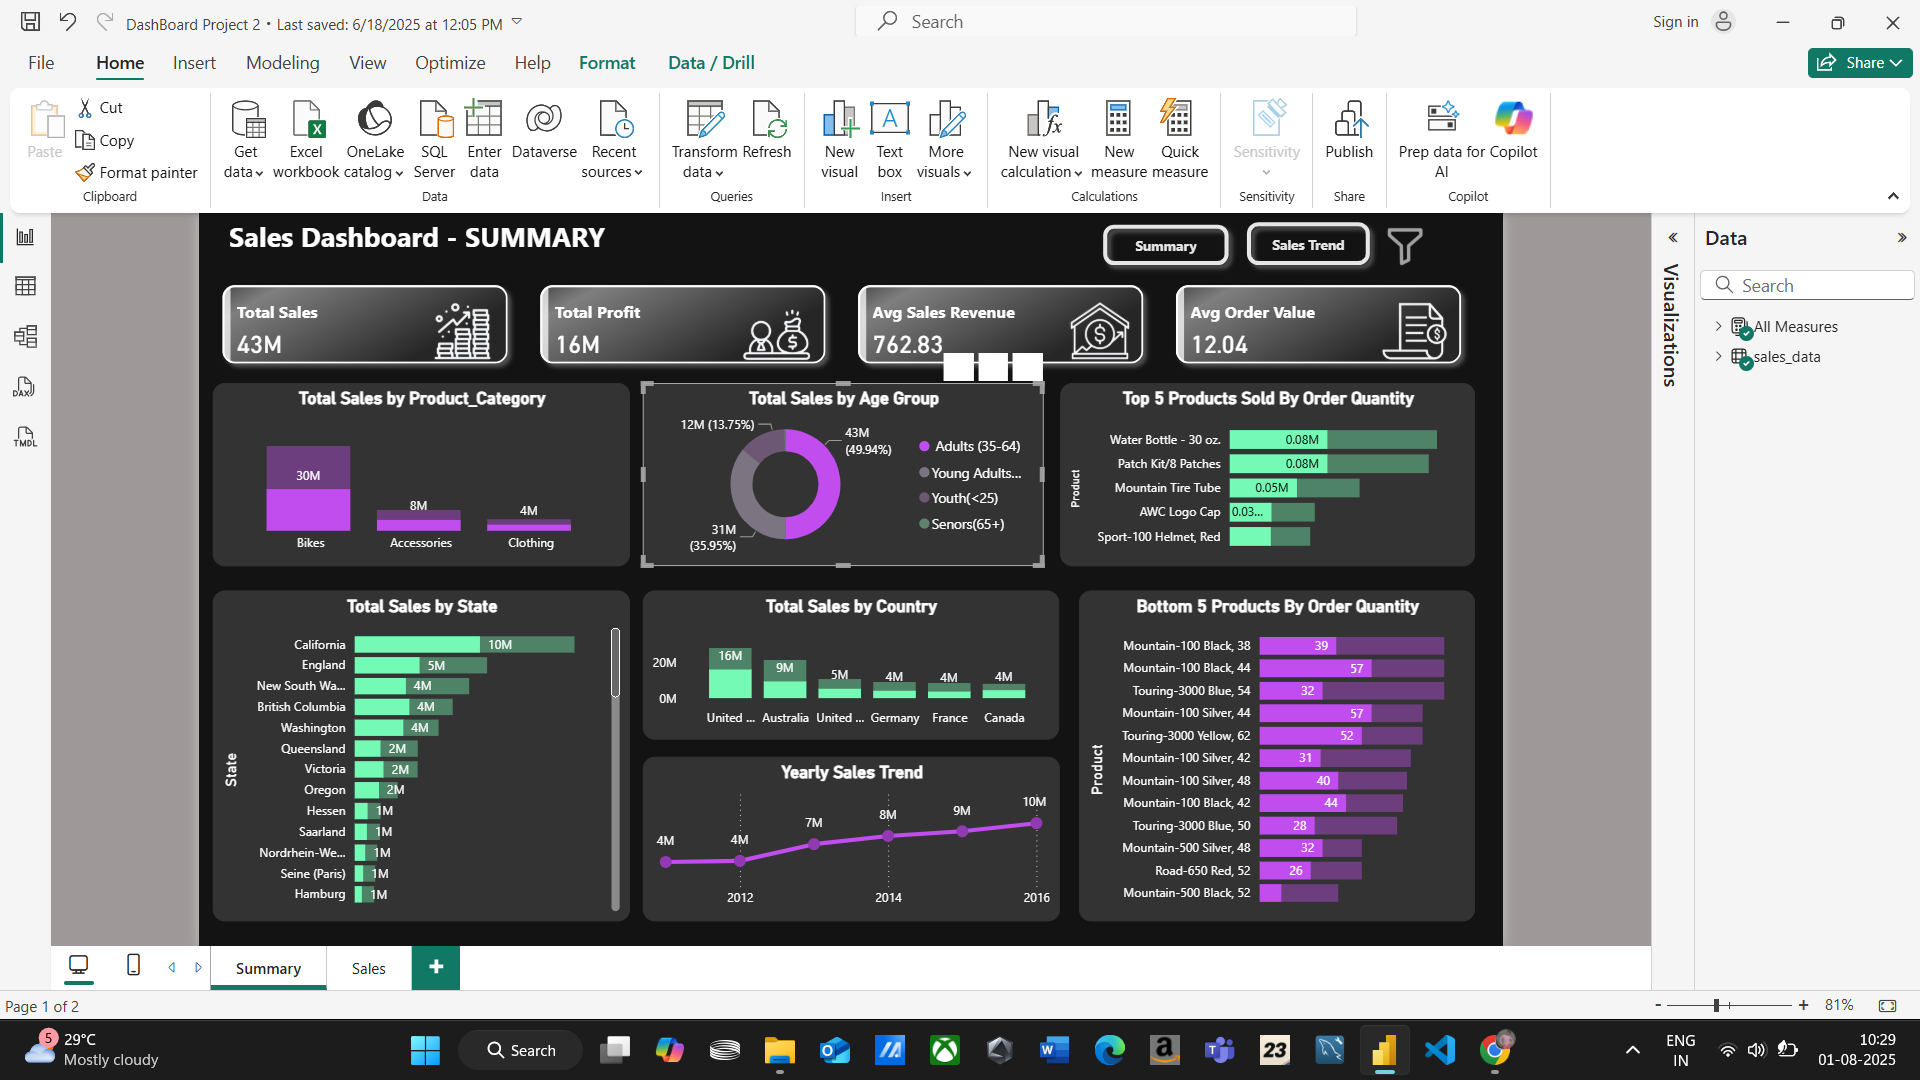 DashBoard Project 2 • Last saved: 6/18/2025 at 12:05 PM
Search
Sign in
File Home Insert Modeling View Optimize Help Format Data / Drill
Share
Paste
Cut
Copy
Format painter
Clipboard
Get data
Excel workbook
OneLake catalog
SQL Server
Enter data
Dataverse
Recent sources
Data
Transform data
Refresh
Queries
New visual
Text box
More visuals
Insert
New visual calculation
New measure
Quick measure
Calculations
Sensitivity
Sensitivity
Publish
Share
Prep data for AI
Copilot
Copilot
Sales Dashboard - SUMMARY
Summary
Sales Trend
Total Sales
43M
Total Profit
16M
Avg Sales Revenue
762.83
Avg Order Value
12.04
Total Sales by Product_Category
30M
8M
4M
Bikes Accessories Clothing
Total Sales by Age Group
12M (13.75%)
43M
(49.94%)
31M
(35.95%)
Adults (35-64)
Young Adults...
Youth(<25)
Senors(65+)
Top 5 Products Sold By Order Quantity
Product
Water Bottle - 30 oz. 0.08M
Patch Kit/8 Patches 0.08M
Mountain Tire Tube 0.05M
AWC Logo Cap 0.03...
Sport-100 Helmet, Red
Total Sales by State
State
California 10M
England 5M
New South Wa... 4M
British Columbia 4M
Washington 4M
Queensland 2M
Victoria 2M
Oregon 2M
Hessen 1M
Saarland 1M
Nordrhein-We... 1M
Seine (Paris) 1M
Hamburg 1M
Total Sales by Country
20M
0M
16M 9M 5M 4M 4M 4M
United ... Australia United ... Germany France Canada
Yearly Sales Trend
4M 4M 7M 8M 9M 10M
2012 2014 2016
Bottom 5 Products By Order Quantity
Product
Mountain-100 Black, 38 39
Mountain-100 Black, 44 57
Touring-3000 Blue, 54 32
Mountain-100 Silver, 44 57
Touring-3000 Yellow, 62 52
Mountain-100 Silver, 42 31
Mountain-100 Silver, 48 40
Mountain-100 Black, 42 44
Touring-3000 Blue, 50 28
Mountain-500 Silver, 48 32
Road-650 Red, 52 26
Mountain-500 Black, 52
Visualizations
Data
Search
All Measures
sales_data
DAX
TMDL
Summary
Sales
+
Page 1 of 2
- + 81%
5
29°C
Mostly cloudy
Search
23
ENG
IN
10:29
01-08-2025